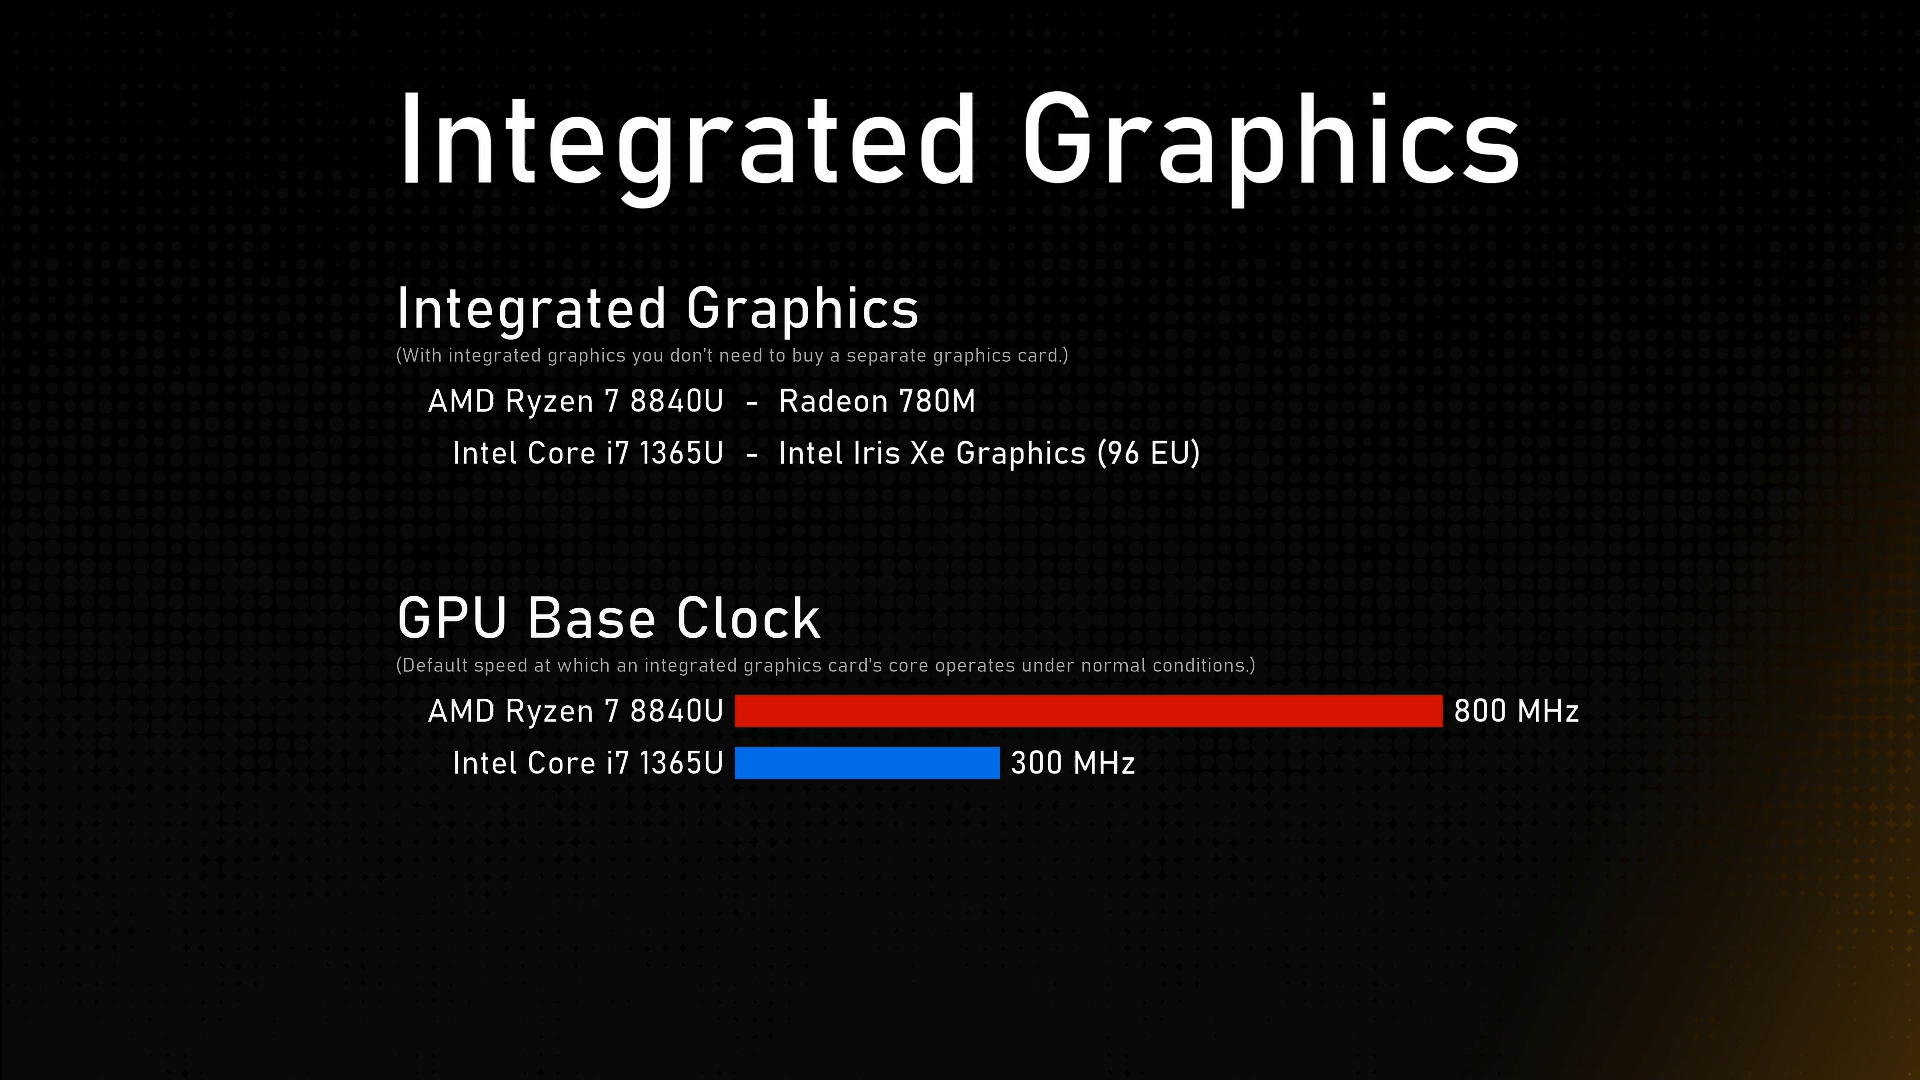 Integrated Graphics
Integrated Graphics
(With integrated graphics you don't need to buy a separate graphics card.)
AMD Ryzen 7 8840U - Radeon 780M
Intel Core i7 1365U - Intel Iris Xe Graphics (96 EU)
GPU Base Clock
(Default speed at which an integrated graphics card's core operates under normal conditions.)
AMD Ryzen 7 8840U 800 MHz
Intel Core i7 1365U 300 MHz